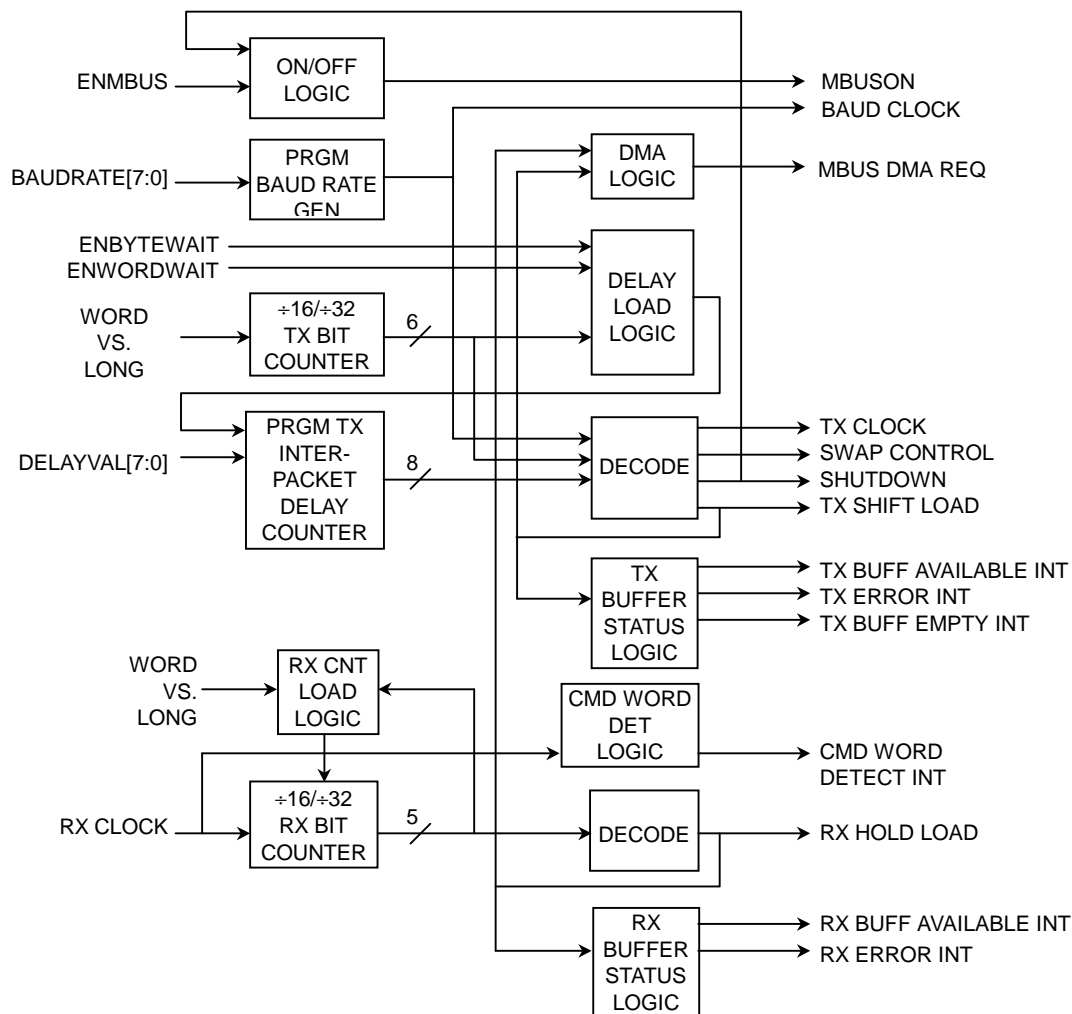 ENMBUS
ON/OFF
LOGIC
MBUSON
BAUD CLOCK
BAUDRATE[7:0]
PRGM
BAUD RATE
GEN
DMA
LOGIC
MBUS DMA REQ
ENBYTEWAIT
ENWORDWAIT
DELAY
LOAD
LOGIC
WORD
VS.
LONG
÷16/÷32
TX BIT
COUNTER
6
DELAYVAL[7:0]
PRGM TX
INTER-
PACKET
DELAY
COUNTER
8
DECODE
TX CLOCK
SWAP CONTROL
SHUTDOWN
TX SHIFT LOAD
TX
BUFFER
STATUS
LOGIC
TX BUFF AVAILABLE INT
TX ERROR INT
TX BUFF EMPTY INT
WORD
VS.
LONG
RX CNT
LOAD
LOGIC
CMD WORD
DET
LOGIC
CMD WORD
DETECT INT
RX CLOCK
÷16/÷32
RX BIT
COUNTER
5
DECODE
RX HOLD LOAD
RX
BUFFER
STATUS
LOGIC
RX BUFF AVAILABLE INT
RX ERROR INT